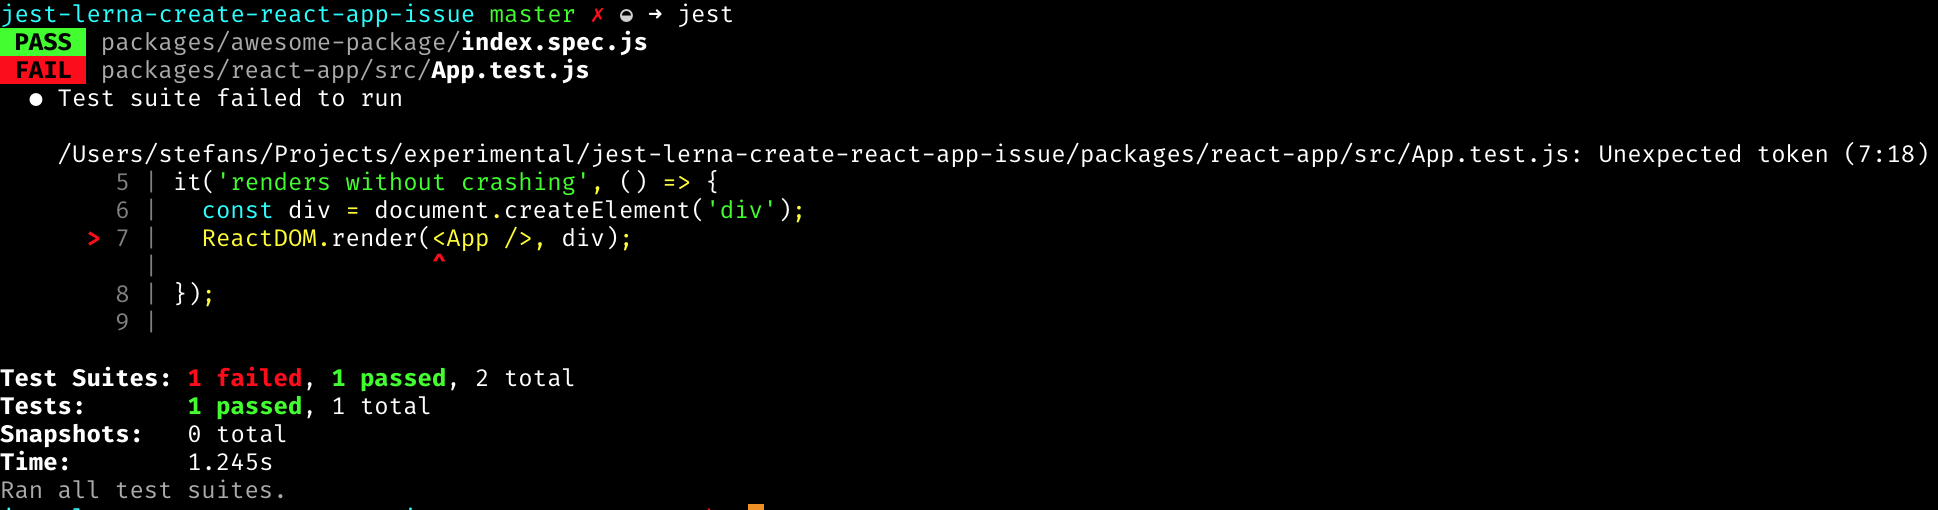 jest-lerna-create-react-app-issue master ✗ ◒ ➜ jest
PASS packages/awesome-package/index.spec.js
FAIL packages/react-app/src/App.test.js
● Test suite failed to run
/Users/stefans/Projects/experimental/jest-lerna-create-react-app-issue/packages/react-app/src/App.test.js: Unexpected token (7:18)
5 | it('renders without crashing', () => {
6 |   const div = document.createElement('div');
> 7 |   ReactDOM.render(<App />, div);
|                   ^
8 | });
9 |
Test Suites: 1 failed, 1 passed, 2 total
Tests:       1 passed, 1 total
Snapshots:   0 total
Time:        1.245s
Ran all test suites.